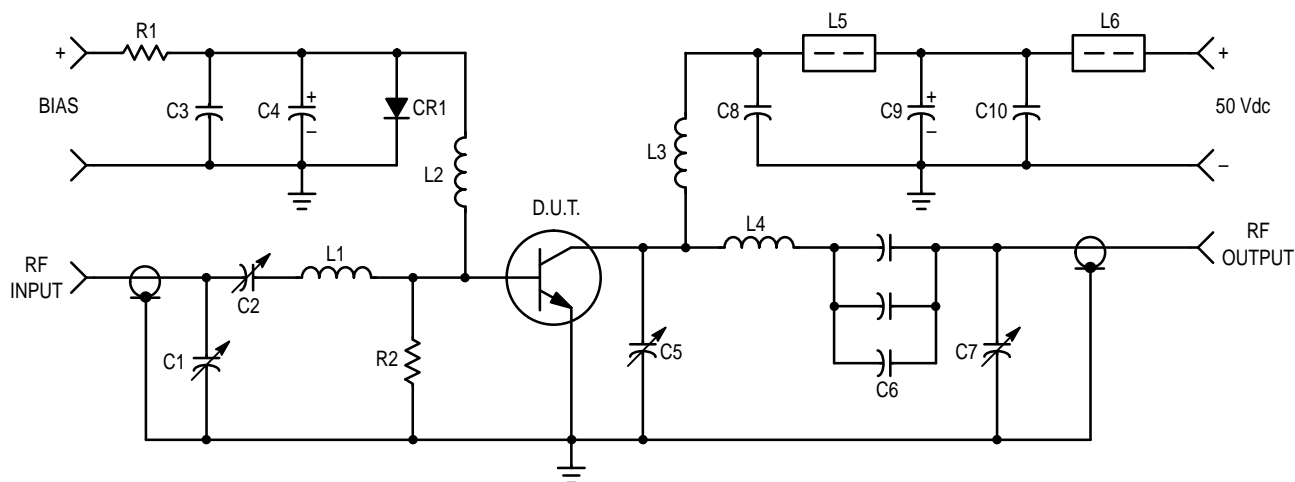 R1
+
BIAS
C3
C4
+
–
CR1
L2
L5
L6
+
50 Vdc
–
C8
C9
+
–
C10
L3
D.U.T.
L4
RF
INPUT
C2
L1
C1
R2
C5
C6
C7
RF
OUTPUT